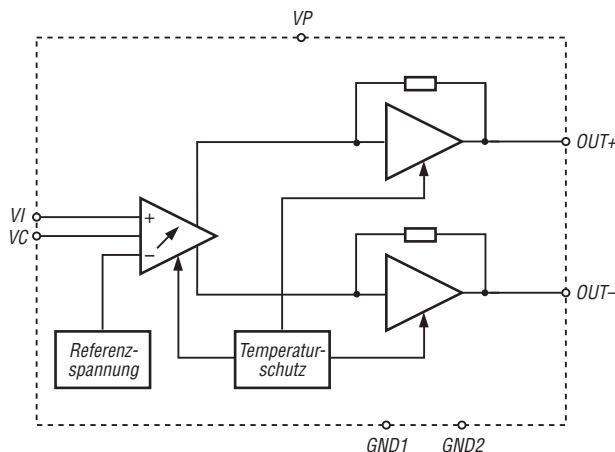 VP
OUT+
VI
+
VC
−
OUT–
Referenz-
spannung
Temperatur-
schutz
GND1
GND2